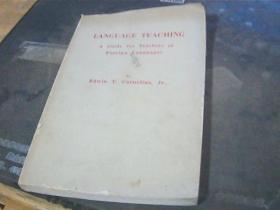 LANGUAGE TEACHING
A Guide for Teachers of
Foreign Languages
by
Edwin T. Cornelius, Jr.